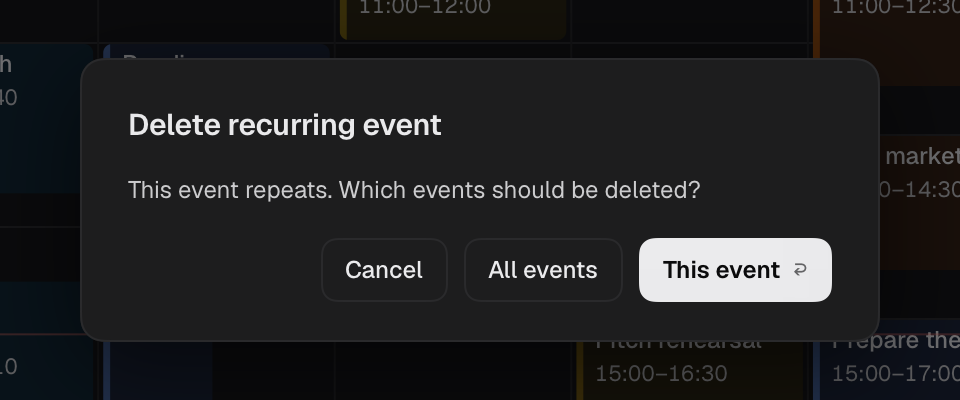 11:00–12:00
11:00–12:30
h
40
Delete recurring event
market
0–14:30
This event repeats. Which events should be deleted?
Cancel
All events
This event
Pitch rehearsal
Prepare the
15:00–16:30
15:00–17:00